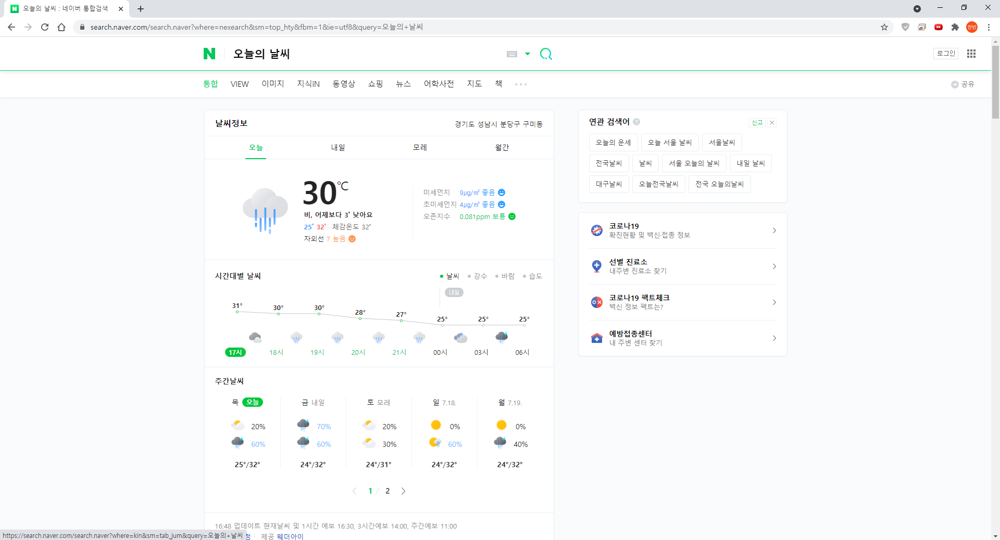 오늘의 날씨 : 네이버 통합검색
search.naver.com/search.naver?where=nexearch&sm=top_hty&fbm=1&ie=utf8&query=오늘의+날씨
찬빈
N 오늘의 날씨
로그인
통합 VIEW 이미지 지식iN 동영상 쇼핑 뉴스 어학사전 지도 책
공유
날씨정보
경기도 성남시 분당구 구미동
오늘 내일 모레 월간
30℃
비, 어제보다 3˚ 낮아요
25˚ 32˚ 체감온도 32˚
자외선 7 높음
미세먼지 9㎍/㎥ 좋음
초미세먼지 4㎍/㎥ 좋음
오존지수 0.081ppm 보통
시간대별 날씨
날씨 강수 바람 습도
내일
31° 30° 30° 28° 27° 25° 25° 25°
17시 18시 19시 20시 21시 00시 03시 06시
주간날씨
목 오늘 금 내일 토 모레 일 7.18. 월 7.19.
20% 70% 20% 0% 0%
60% 60% 30% 60% 40%
25°/32° 24°/32° 24°/31° 24°/32° 24°/32°
1 / 2
16:48 업데이트 현재날씨 및 1시간 예보 16:30, 3시간예보 14:00, 주간예보 11:00
청 제공 웨더아이
연관 검색어 ?
신고
오늘의 운세 오늘 서울 날씨 서울날씨
전국날씨 날씨 서울 오늘의 날씨 내일 날씨
대구날씨 오늘전국날씨 전국 오늘의날씨
코로나19
확진현황 및 백신·접종 정보
선별 진료소
내주변 진료소 찾기
코로나19 팩트체크
백신 정보 팩트는?
예방접종센터
내 주변 센터 찾기
https://search.naver.com/search.naver?where=kin&sm=tab_jum&query=오늘의+날씨